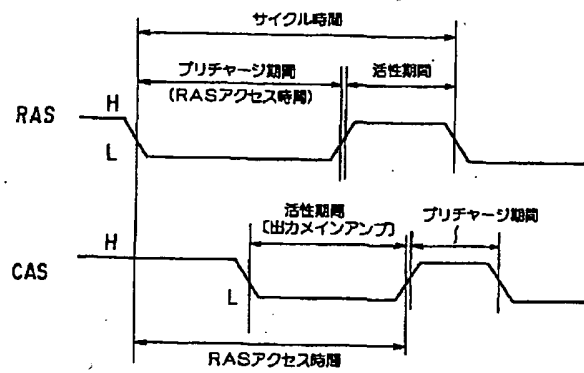 サイクル時間
プリチャージ期間
(RASアクセス時間)
活性期間
RAS
H
L
活性期間
〔出力メインアンプ〕
プリチャージ期間
CAS
H
L
RASアクセス時間